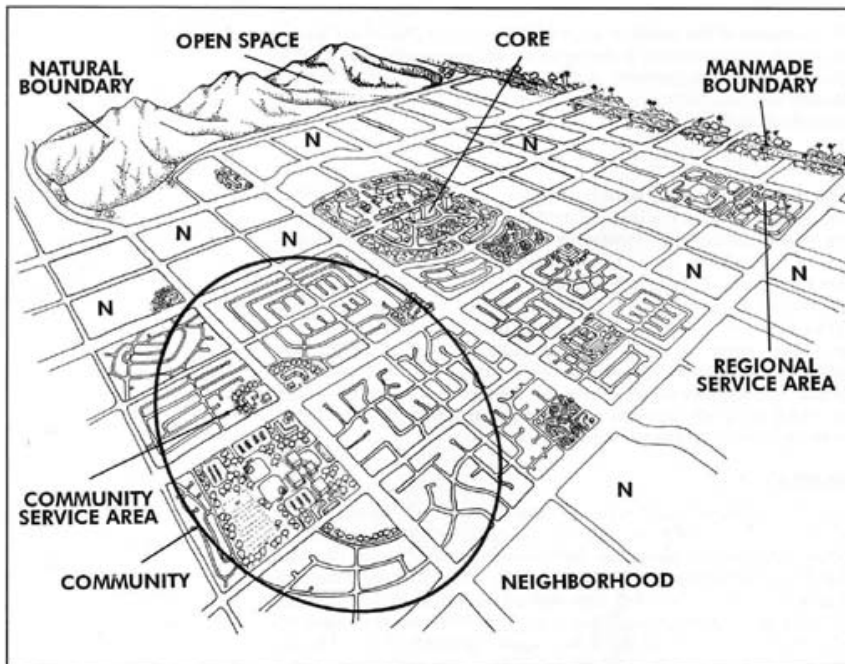 OPEN SPACE
CORE
NATURAL
BOUNDARY
MANMADE
BOUNDARY
N
N
N
N
N
N
N
REGIONAL
SERVICE AREA
COMMUNITY
SERVICE AREA
N
COMMUNITY
NEIGHBORHOOD